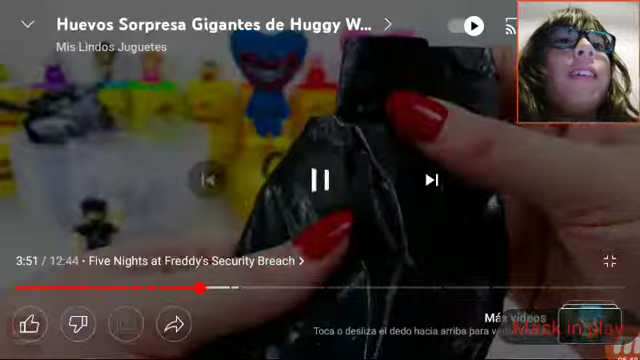 Huevos Sorpresa Gigantes de Huggy W...
Mis Lindos Juguetes
3:51 / 12:44 • Five Nights at Freddy's Security Breach
Más vídeos
Toca o desliza el dedo hacia arriba para
Mask in play